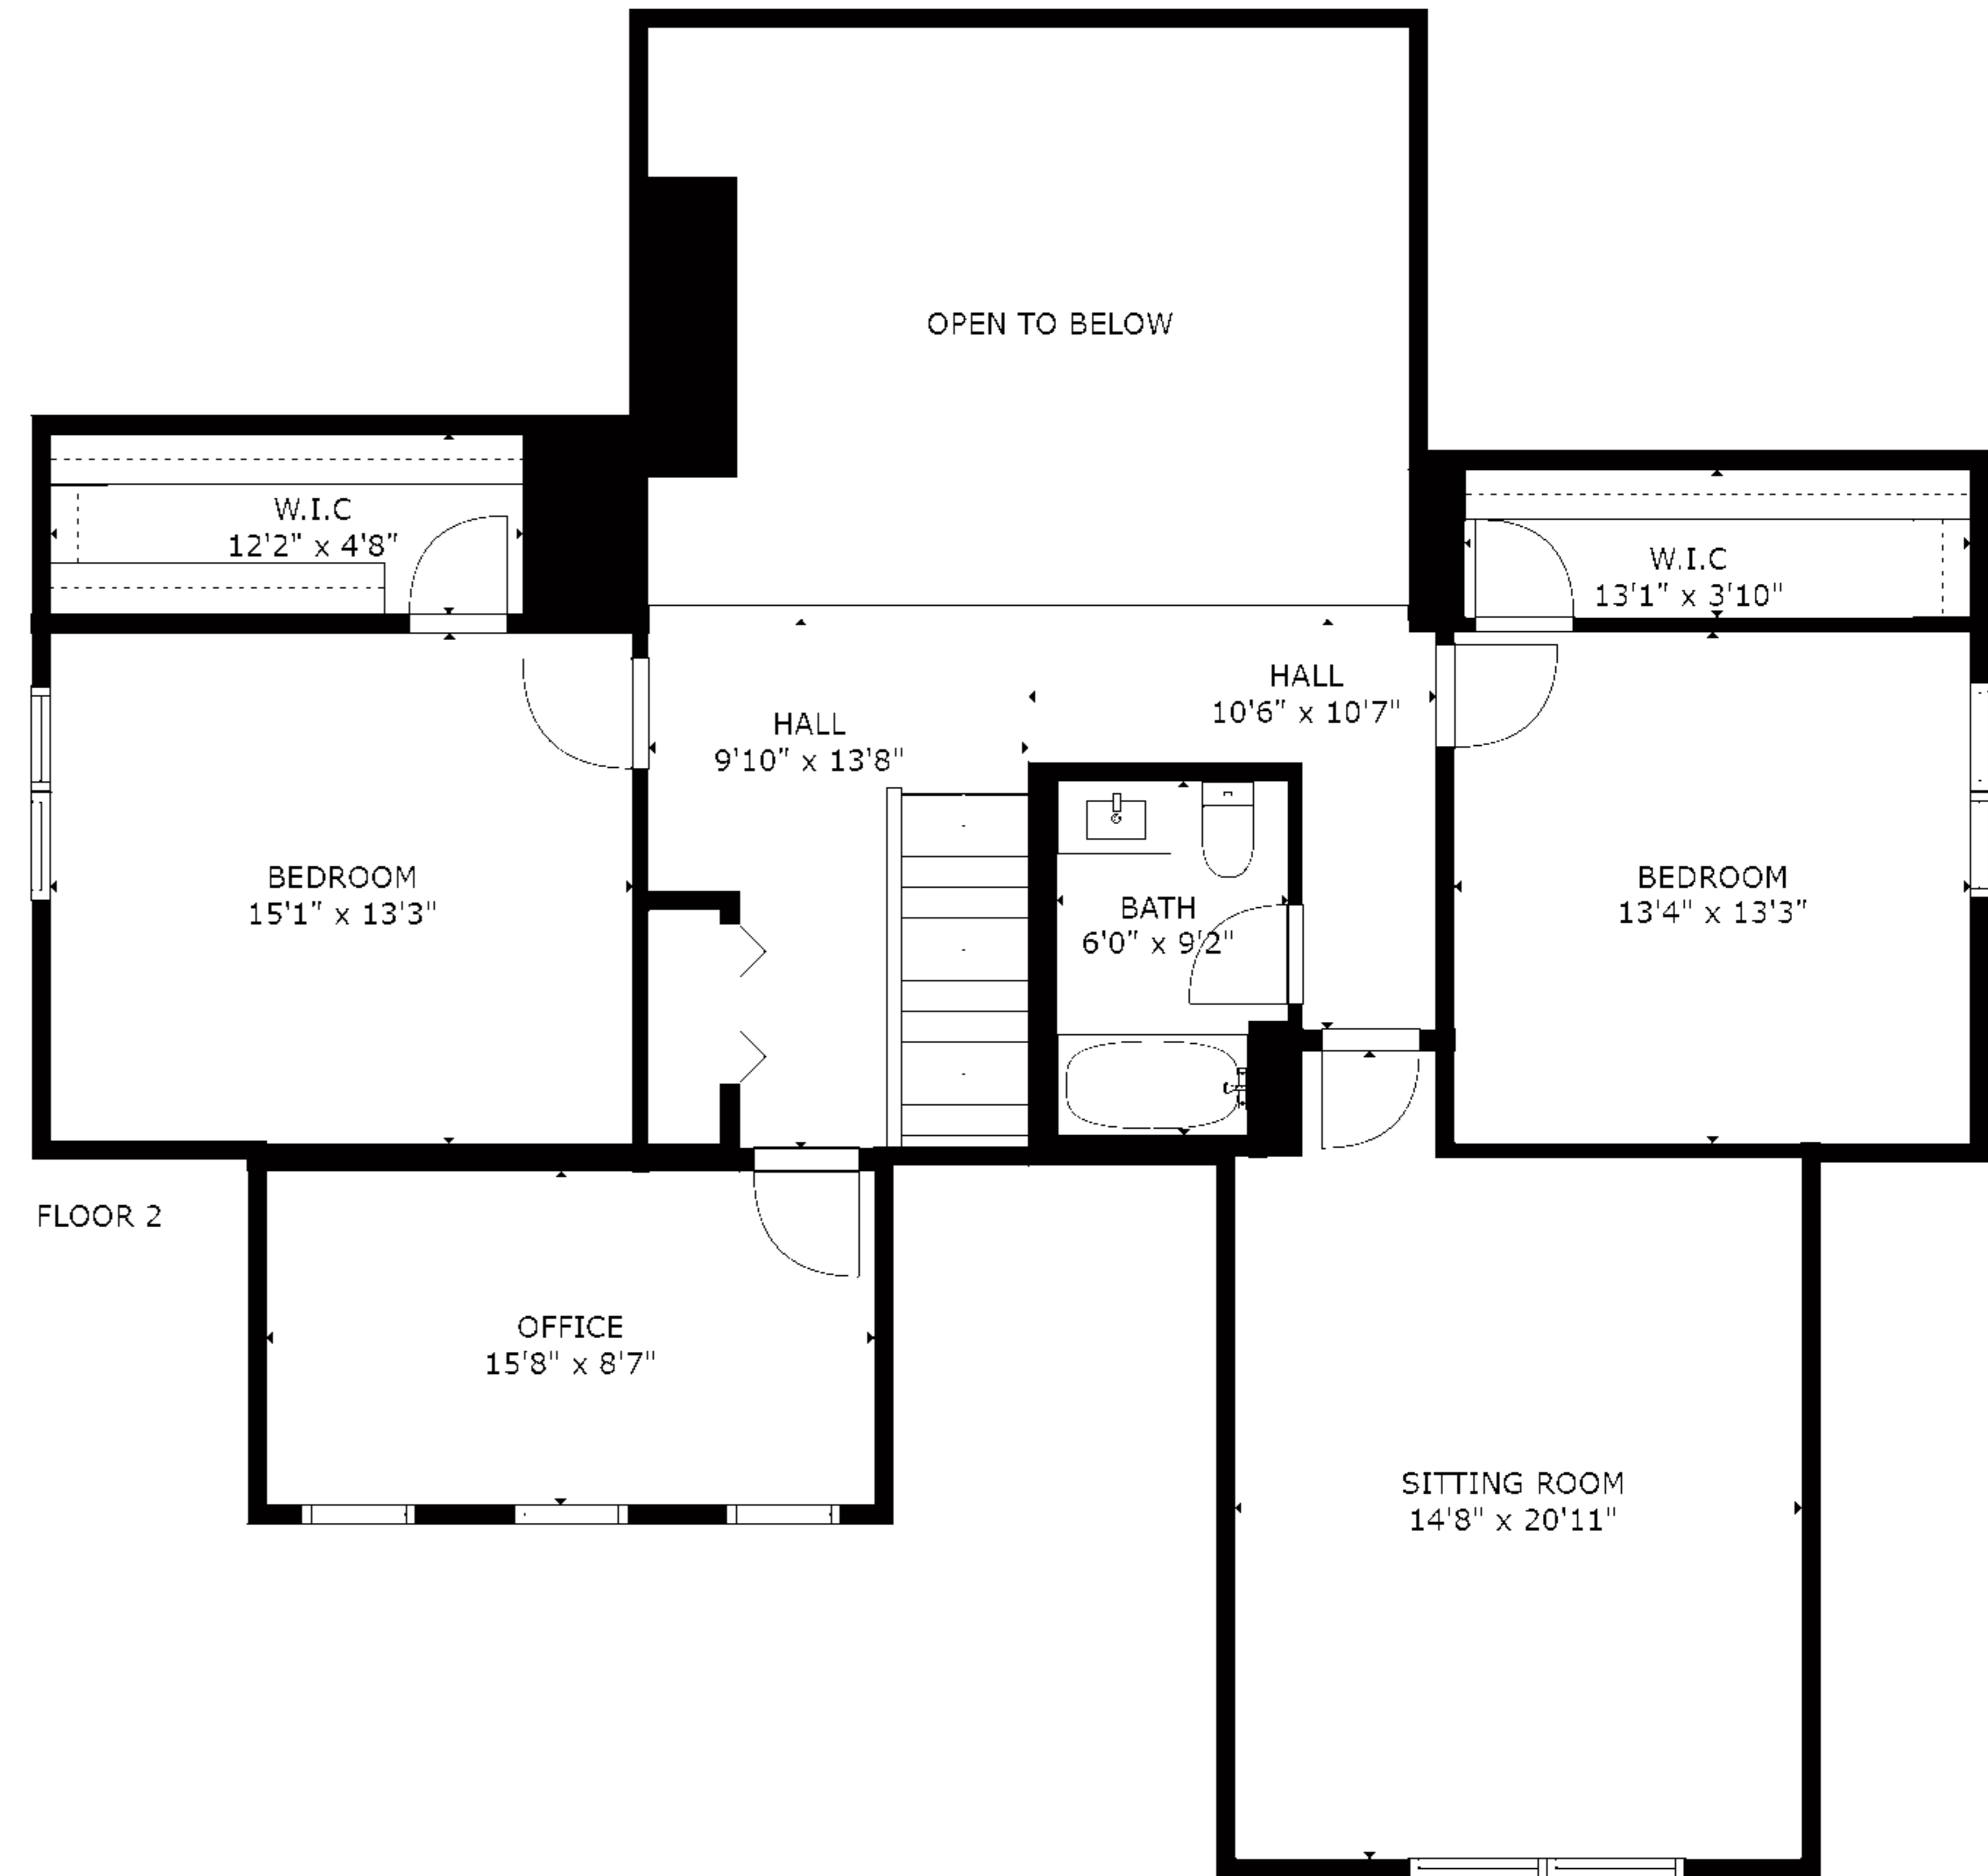 OPEN TO BELOW
W.I.C
12'2" x 4'8"
W.I.C
13'1" x 3'10"
HALL
9'10" x 13'8"
HALL
10'6" x 10'7"
BEDROOM
15'1" x 13'3"
BATH
6'0" x 9'2"
BEDROOM
13'4" x 13'3"
FLOOR 2
OFFICE
15'8" x 8'7"
SITTING ROOM
14'8" x 20'11"